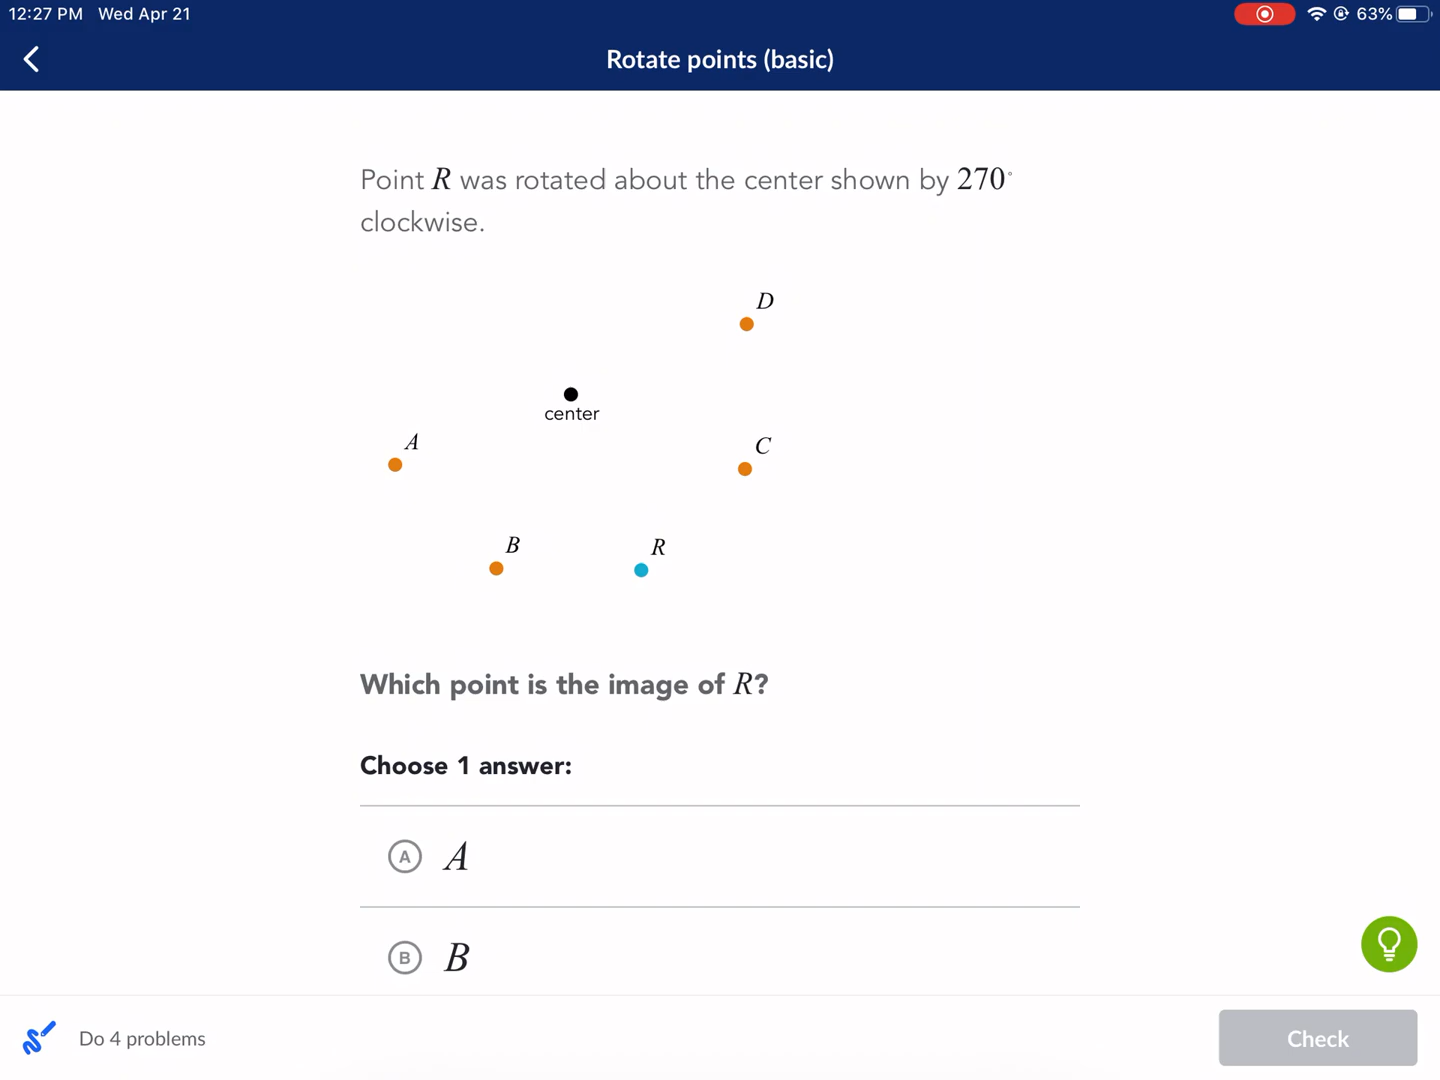 12:27 PM Wed Apr 21
63%
Rotate points (basic)
Point R was rotated about the center shown by 270°
clockwise.
D
center
A
C
B
R
Which point is the image of R?
Choose 1 answer:
A A
B B
Do 4 problems
Check